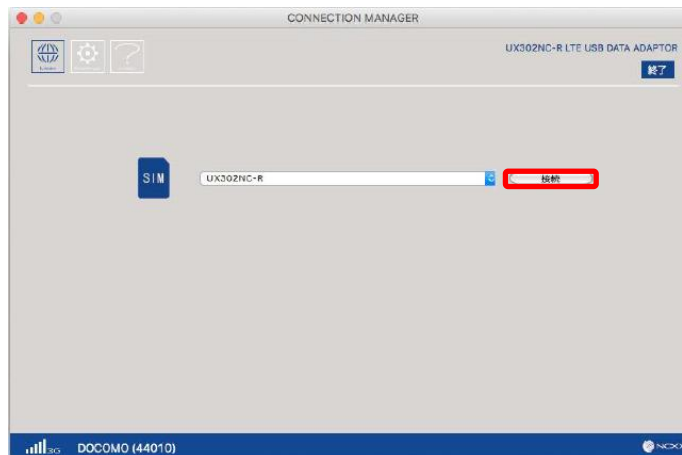 CONNECTION MANAGER
UX302NC-R LTE USB DATA ADAPTOR
終了
SIM
UX302NC-R
接続
3G
DOCOMO (44010)